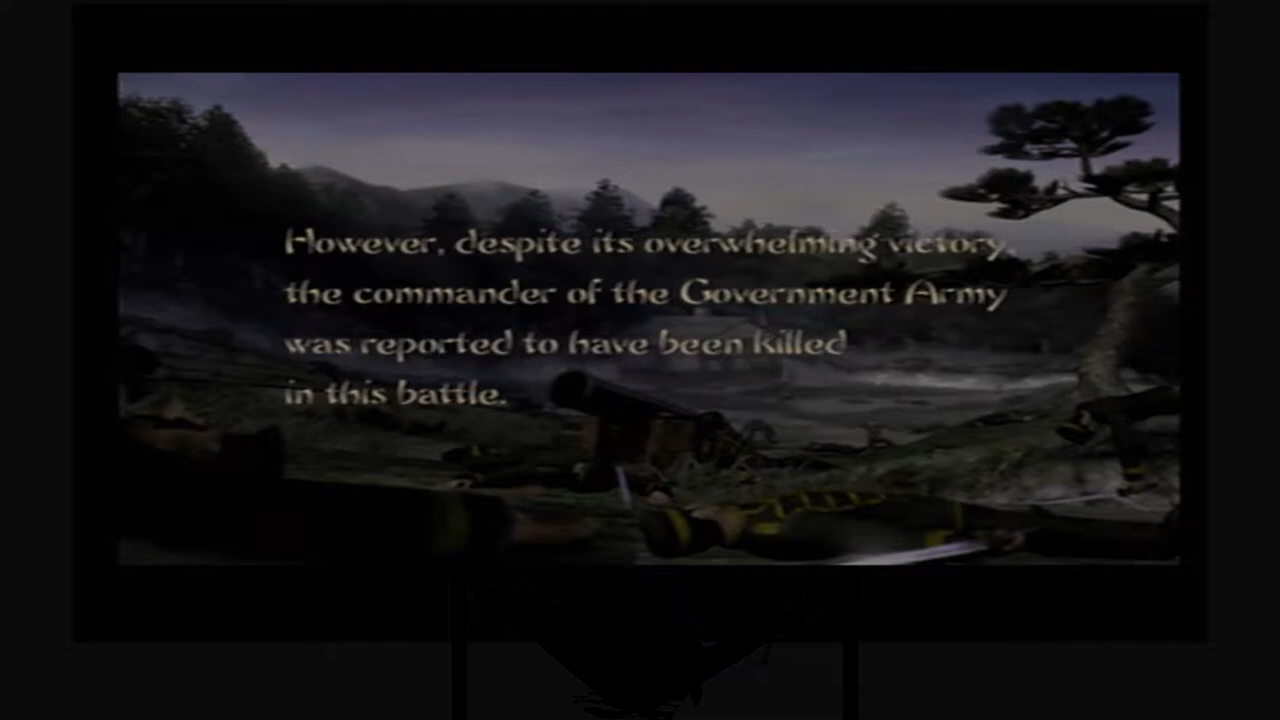 However, despite its overwhelming victory,
the commander of the Government Army
was reported to have been killed
in this battle.